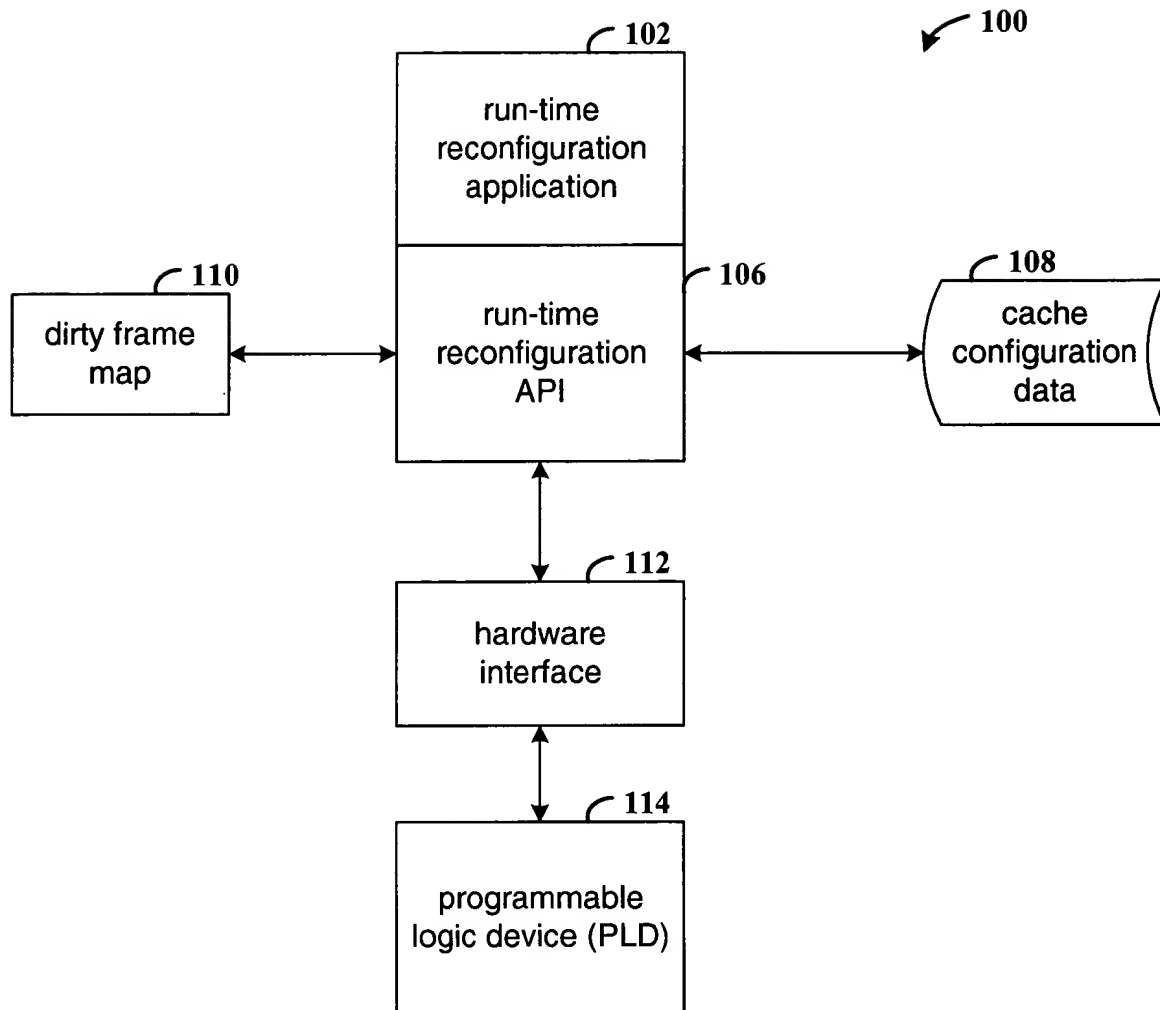 100
102
run-time
reconfiguration
application
110
dirty frame
map
106
run-time
reconfiguration
API
108
cache
configuration
data
112
hardware
interface
114
programmable
logic device (PLD)